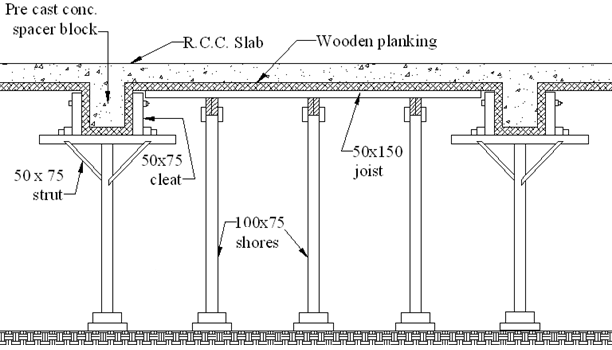 Pre cast conc.
spacer block
R.C.C. Slab
Wooden planking
50 x 75
strut
50x75
cleat
50x150
joist
100x75
shores